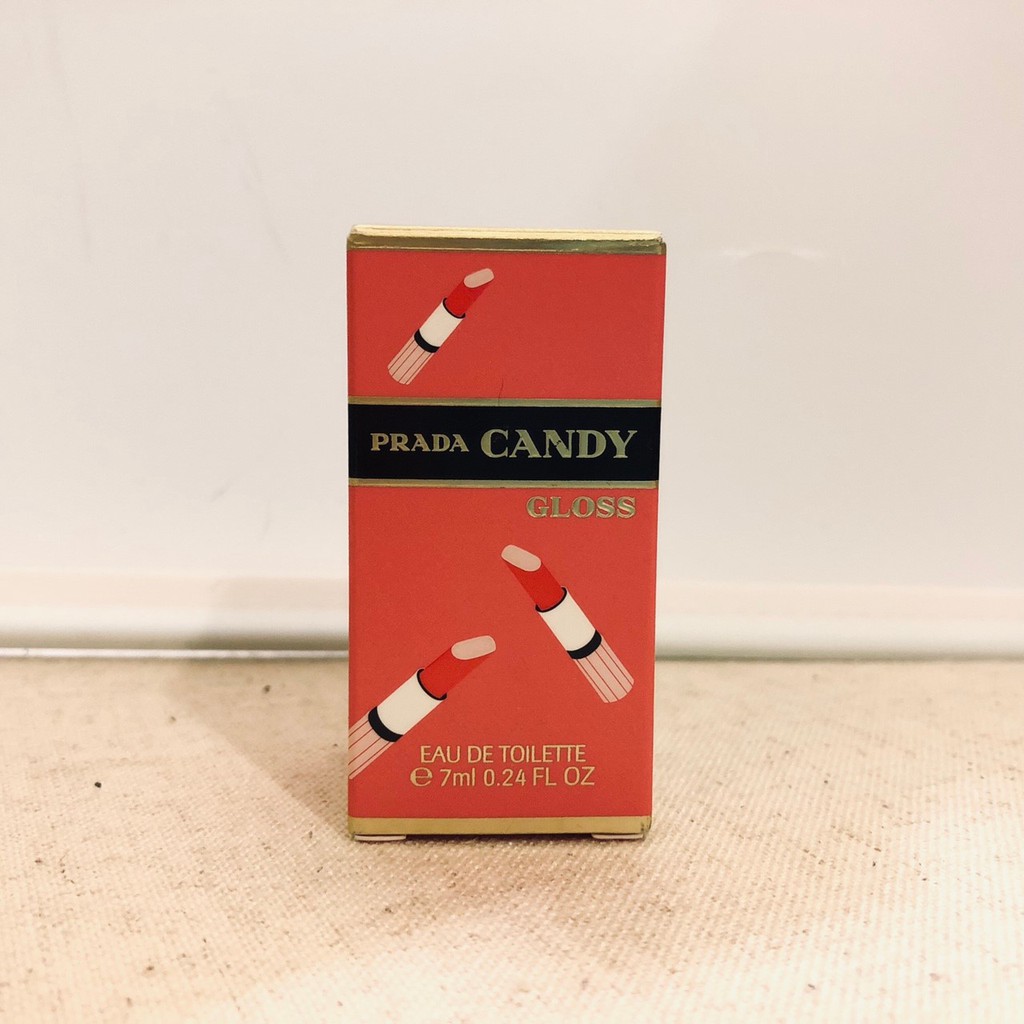 PRADA CANDY
GLOSS
EAU DE TOILETTE
℮ 7ml 0.24 FL OZ